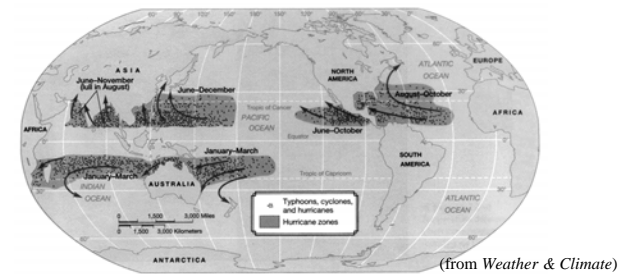 ASIA
June–November
(lull in August)
June–December
NORTH
AMERICA
ATLANTIC
OCEAN
EUROPE
August–October
Tropic of Cancer
PACIFIC
OCEAN
AFRICA
AFRICA
Equator
June–October
January–March
January–March
INDIAN
OCEAN
AUSTRALIA
SOUTH
AMERICA
Tropic of Capricorn
ATLANTIC
OCEAN
Typhoons, cyclones,
and hurricanes
Hurricane zones
0 1,500 3,000 Miles
0 1,500 3,000 Kilometers
ANTARCTICA
(from Weather & Climate)